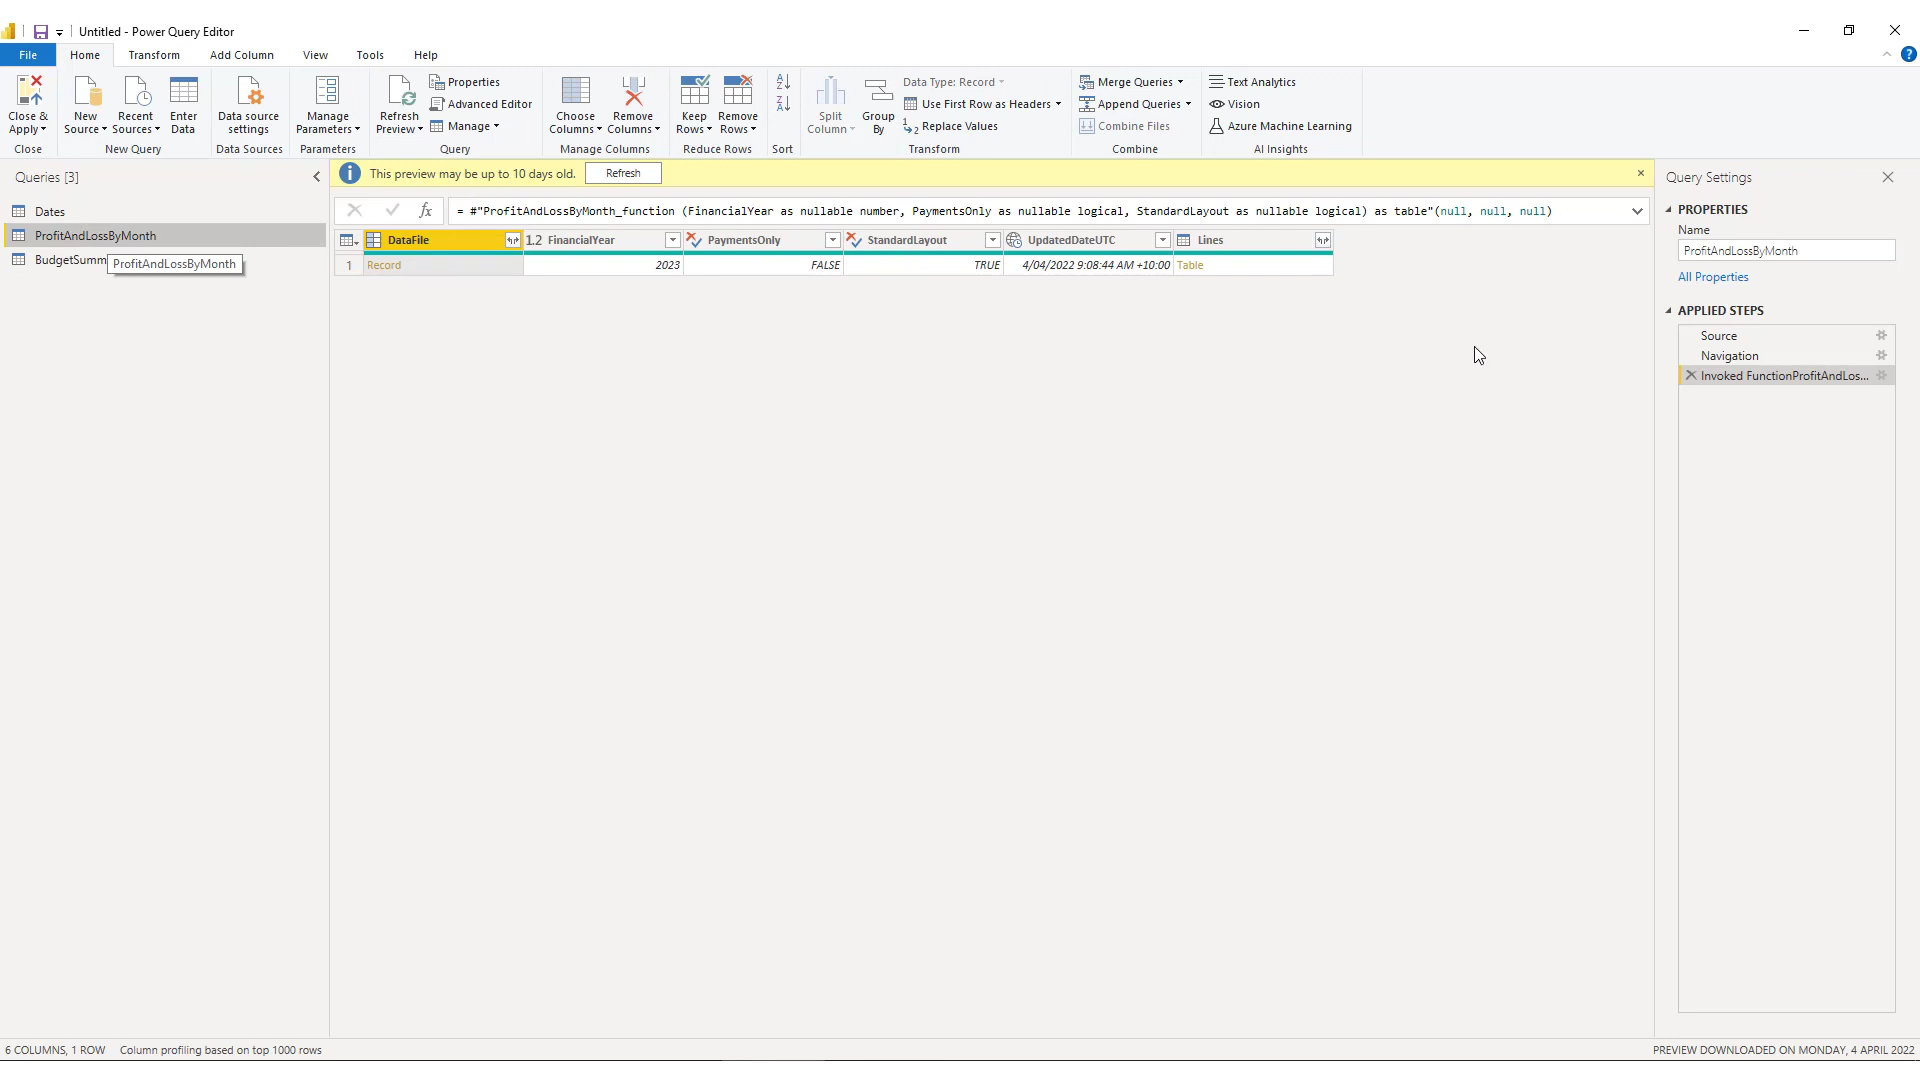 Untitled - Power Query Editor
File Home Transform Add Column View Tools Help
Close & Apply
New Source
Recent Sources
Enter Data
Data source settings
Manage Parameters
Refresh Preview
Properties
Advanced Editor
Manage
Choose Columns
Remove Columns
Keep Rows
Remove Rows
A Z
Z A
Split Column
Group By
Data Type: Record
Use First Row as Headers
1 2 Replace Values
Merge Queries
Append Queries
Combine Files
Text Analytics
Vision
Azure Machine Learning
Close New Query Data Sources Parameters Query Manage Columns Reduce Rows Sort Transform Combine AI Insights
Queries [3]
Dates
ProfitAndLossByMonth
BudgetSumm
ProfitAndLossByMonth
This preview may be up to 10 days old. Refresh
fx = #"ProfitAndLossByMonth_function (FinancialYear as nullable number, PaymentsOnly as nullable logical, StandardLayout as nullable logical) as table"(null, null, null)
DataFile 1.2 FinancialYear PaymentsOnly StandardLayout UpdatedDateUTC Lines
1 Record 2023 FALSE TRUE 4/04/2022 9:08:44 AM +10:00 Table
Query Settings
PROPERTIES
Name
ProfitAndLossByMonth
All Properties
APPLIED STEPS
Source
Navigation
Invoked FunctionProfitAndLos...
6 COLUMNS, 1 ROW Column profiling based on top 1000 rows
PREVIEW DOWNLOADED ON MONDAY, 4 APRIL 2022